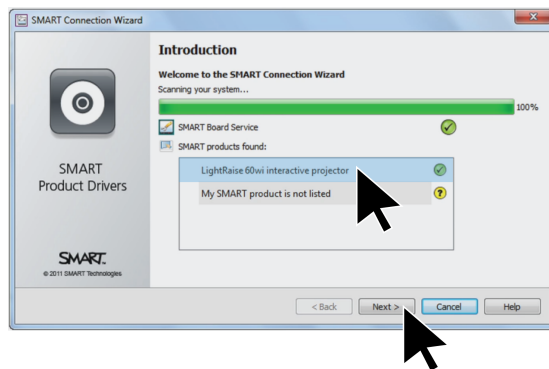 SMART Connection Wizard
Introduction
Welcome to the SMART Connection Wizard
Scanning your system...
100%
SMART Board Service
SMART products found:
LightRaise 60wi interactive projector
My SMART product is not listed
SMART
Product Drivers
SMART
© 2011 SMART Technologies
< Back
Next >
Cancel
Help